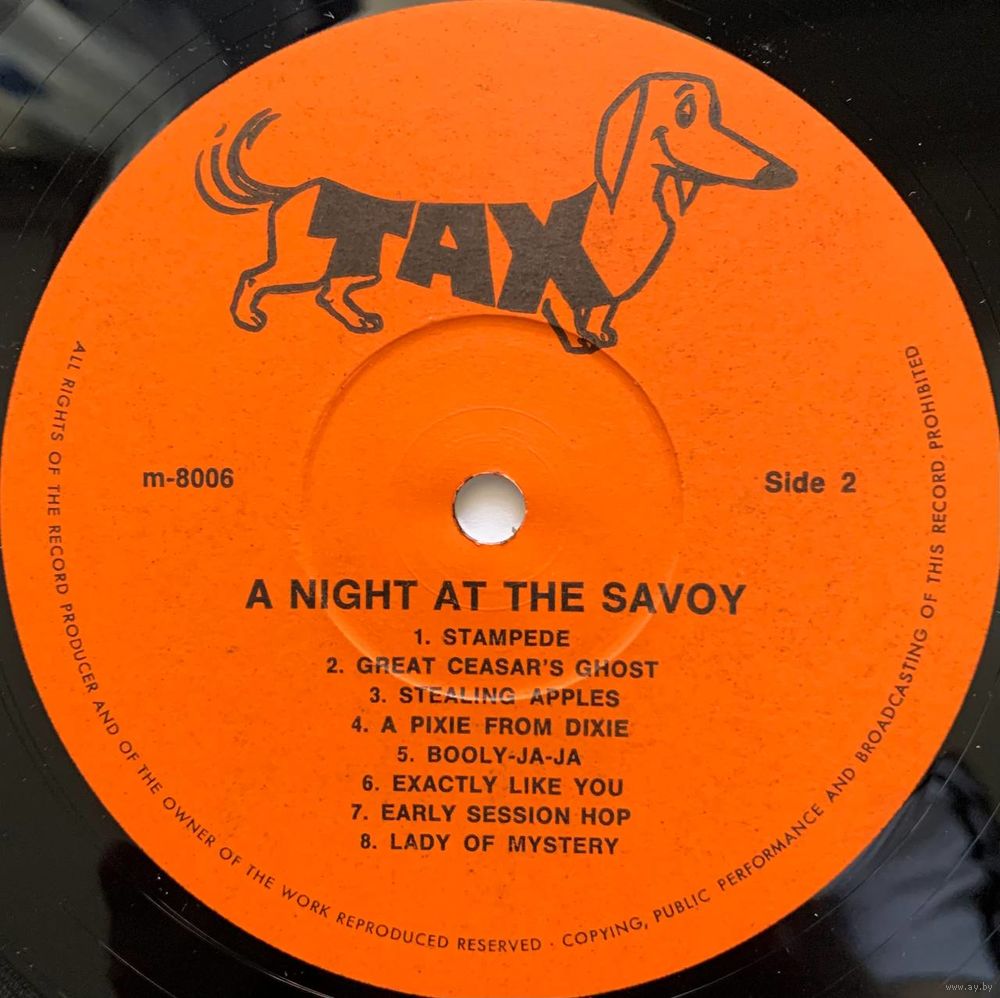 TAX
m-8006
Side 2
A NIGHT AT THE SAVOY
1. STAMPEDE
2. GREAT CEASAR'S GHOST
3. STEALING APPLES
4. A PIXIE FROM DIXIE
5. BOOLY-JA-JA
6. EXACTLY LIKE YOU
7. EARLY SESSION HOP
8. LADY OF MYSTERY
ALL RIGHTS OF THE RECORD PRODUCER AND OF THE OWNER OF THE WORK REPRODUCED RESERVED · COPYING, PUBLIC PERFORMANCE AND BROADCASTING OF THIS RECORD PROHIBITED
www.ay.by